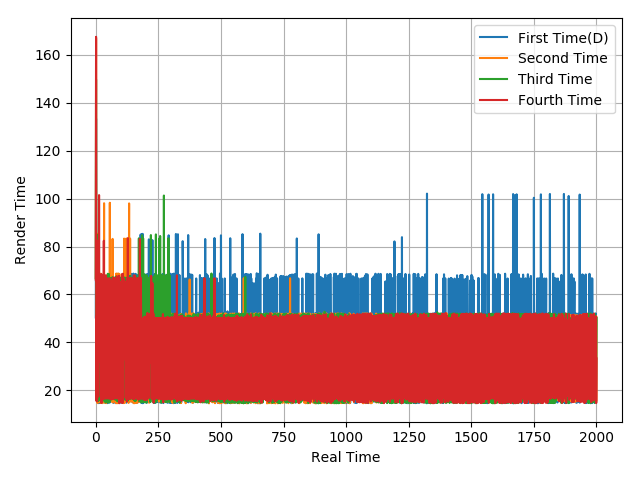 First Time(D)
Second Time
Third Time
Fourth Time
160
140
120
100
80
60
40
20
Render Time
0
250
500
750
1000
1250
1500
1750
2000
Real Time